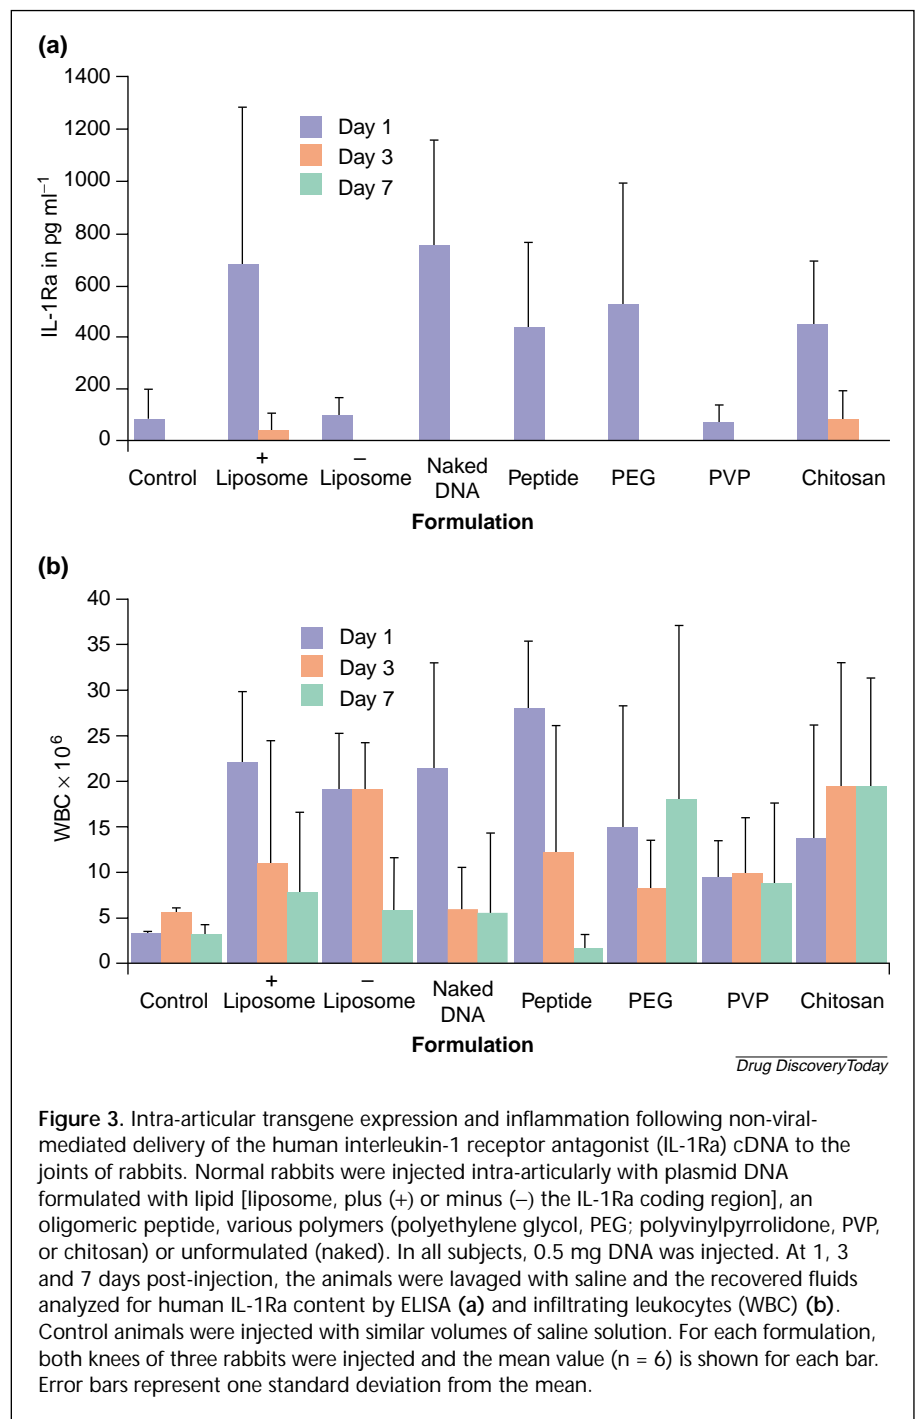 (a)
1400
1200
1000
800
600
400
200
0
IL-1Ra in pg ml−1
Day 1
Day 3
Day 7
Control
+
Liposome
−
Liposome
Naked
DNA
Peptide
PEG
PVP
Chitosan
Formulation
(b)
40
35
30
25
20
15
10
5
0
WBC × 10⁶
Day 1
Day 3
Day 7
Control
+
Liposome
−
Liposome
Naked
DNA
Peptide
PEG
PVP
Chitosan
Formulation
Drug Discovery Today
Figure 3. Intra-articular transgene expression and inflammation following non-viral-
mediated delivery of the human interleukin-1 receptor antagonist (IL-1Ra) cDNA to the
joints of rabbits. Normal rabbits were injected intra-articularly with plasmid DNA
formulated with lipid [liposome, plus (+) or minus (−) the IL-1Ra coding region], an
oligomeric peptide, various polymers (polyethylene glycol, PEG; polyvinylpyrrolidone, PVP,
or chitosan) or unformulated (naked). In all subjects, 0.5 mg DNA was injected. At 1, 3
and 7 days post-injection, the animals were lavaged with saline and the recovered fluids
analyzed for human IL-1Ra content by ELISA (a) and infiltrating leukocytes (WBC) (b).
Control animals were injected with similar volumes of saline solution. For each formulation,
both knees of three rabbits were injected and the mean value (n = 6) is shown for each bar.
Error bars represent one standard deviation from the mean.